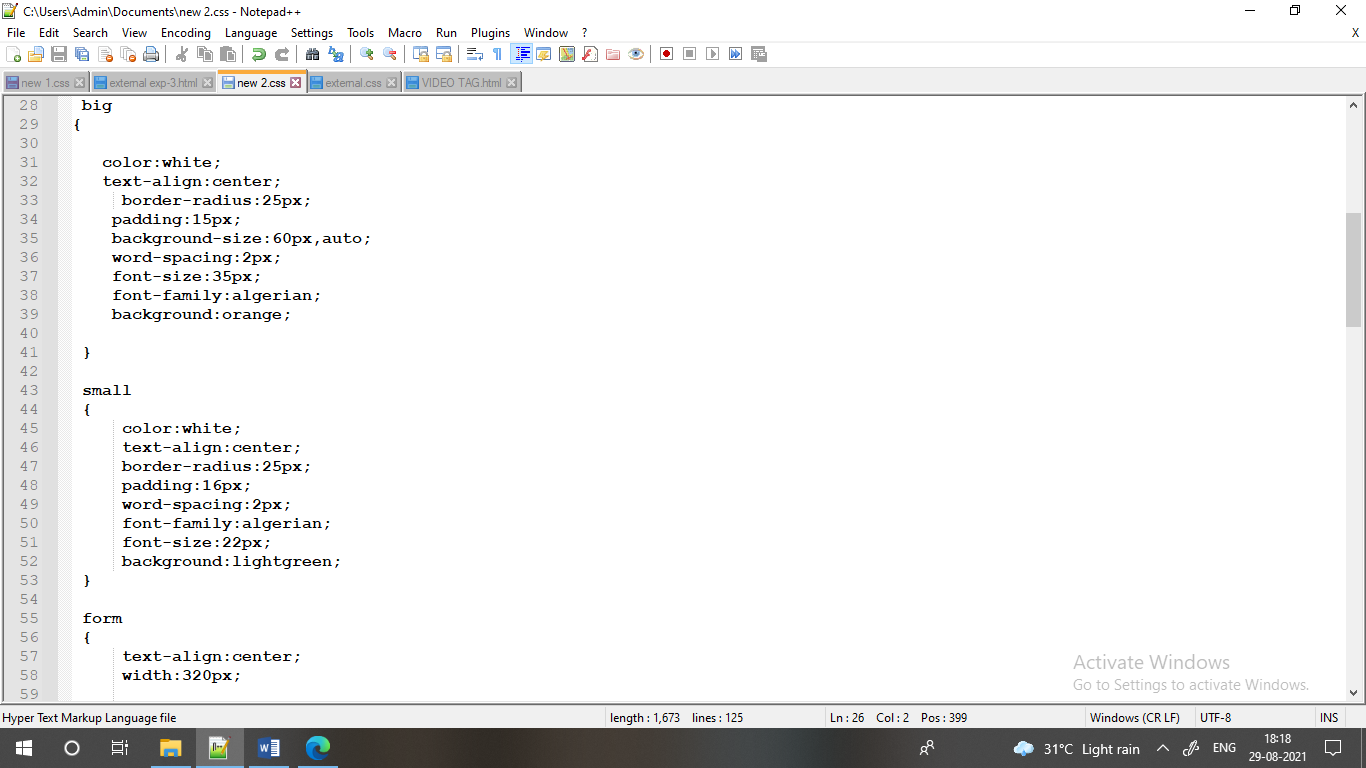 C:\Users\Admin\Documents\new 2.css - Notepad++
File Edit Search View Encoding Language Settings Tools Macro Run Plugins Window ? X
new 1.css external exp-3.html new 2.css external.css VIDEO TAG.html
28 big
29 {
30
31 color:white;
32 text-align:center;
33 border-radius:25px;
34 padding:15px;
35 background-size:60px,auto;
36 word-spacing:2px;
37 font-size:35px;
38 font-family:algerian;
39 background:orange;
40
41 }
42
43 small
44 {
45 color:white;
46 text-align:center;
47 border-radius:25px;
48 padding:16px;
49 word-spacing:2px;
50 font-family:algerian;
51 font-size:22px;
52 background:lightgreen;
53 }
54
55 form
56 {
57 text-align:center;
58 width:320px;
59
Activate Windows
Go to Settings to activate Windows.
Hyper Text Markup Language file length : 1,673 lines : 125 Ln : 26 Col : 2 Pos : 399 Windows (CR LF) UTF-8 INS
31°C Light rain ENG 18:18
29-08-2021